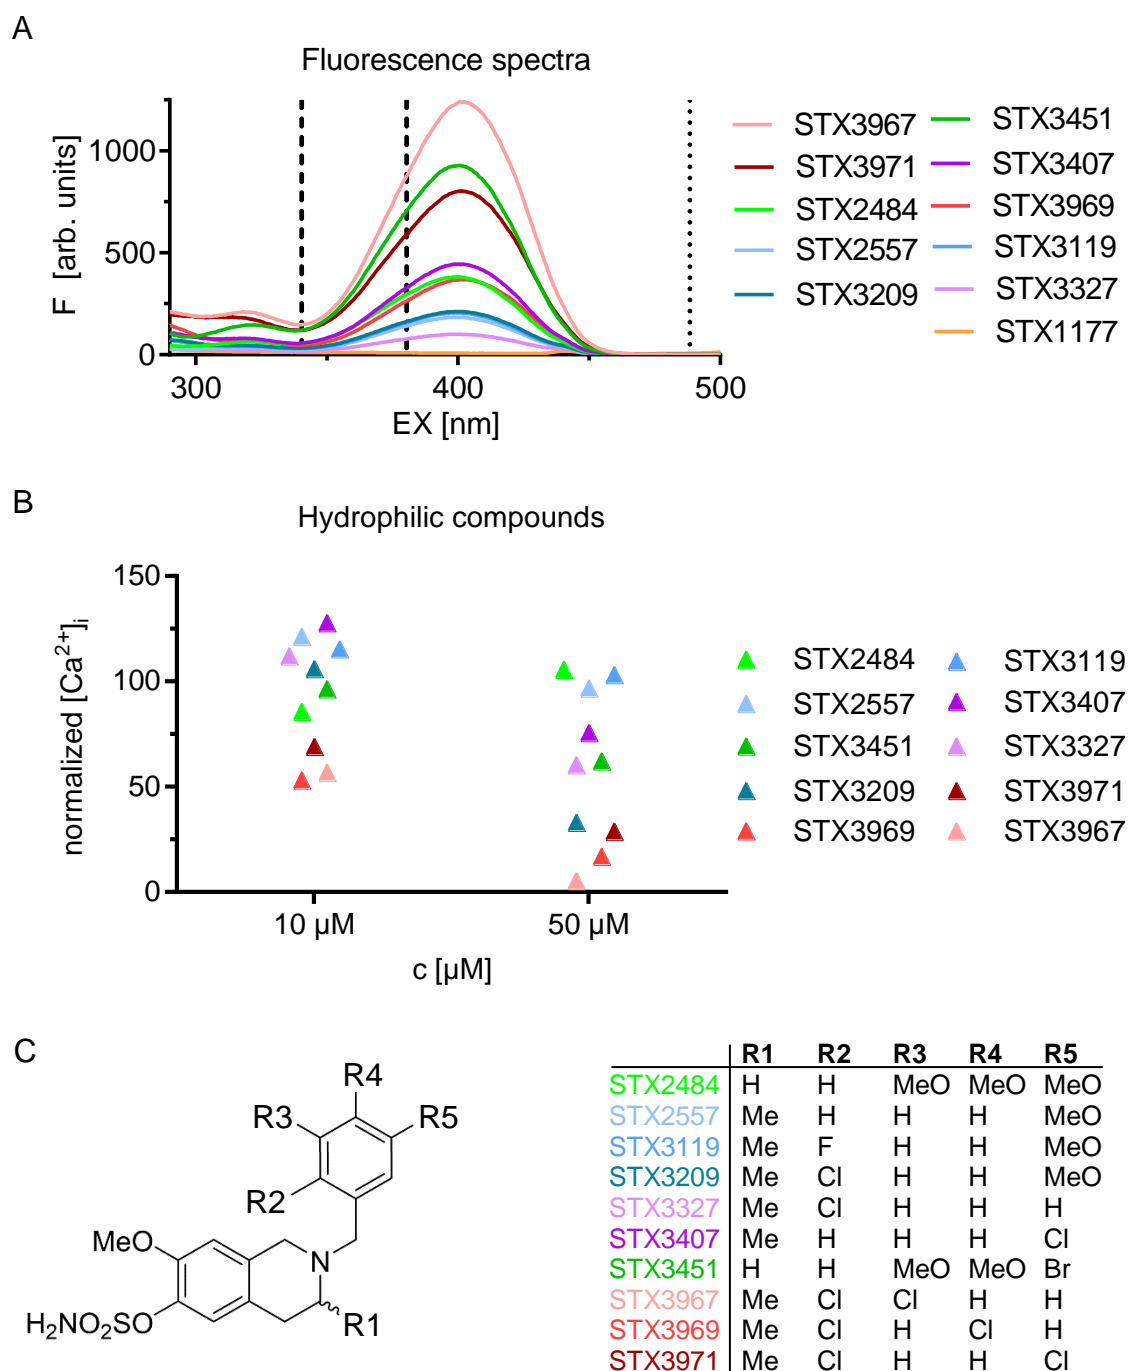 A
Fluorescence spectra
F [arb. units]
1000
500
0
300
400
500
EX [nm]
STX3967
STX3971
STX2484
STX2557
STX3209
STX3451
STX3407
STX3969
STX3119
STX3327
STX1177
B
Hydrophilic compounds
normalized [Ca2+]i
150
100
50
0
10 µM
50 µM
c [µM]
STX2484
STX2557
STX3451
STX3209
STX3969
STX3119
STX3407
STX3327
STX3971
STX3967
C
R4
R3
R5
R2
MeO
N
H2NO2SO
R1
R1 R2 R3 R4 R5
STX2484 H H MeO MeO MeO
STX2557 Me H H H MeO
STX3119 Me F H H MeO
STX3209 Me Cl H H MeO
STX3327 Me Cl H H H
STX3407 Me H H H Cl
STX3451 H H MeO MeO Br
STX3967 Me Cl Cl H H
STX3969 Me Cl H Cl H
STX3971 Me Cl H H Cl